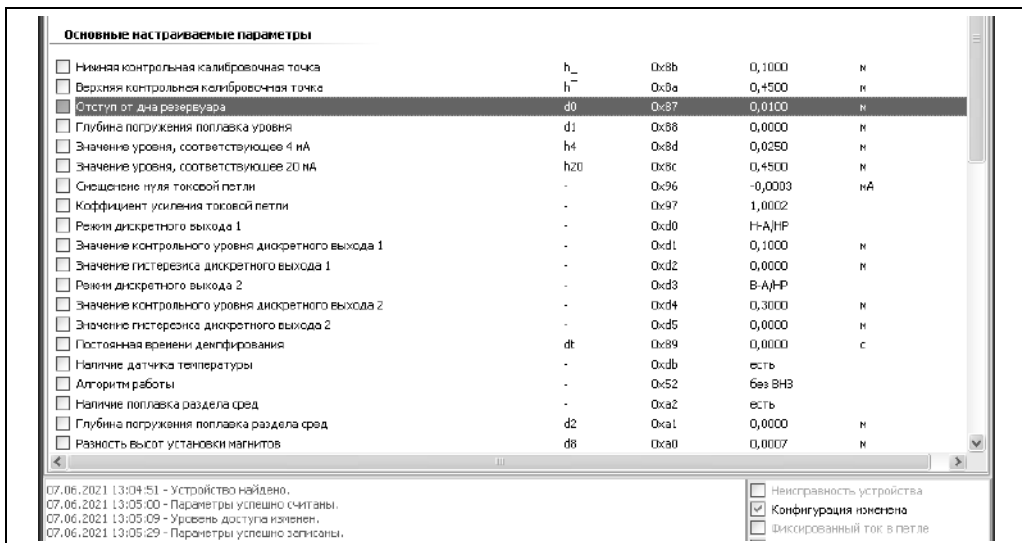 Основные настраиваемые параметры
Нижняя контрольная калибровочная точка h_ 0x8b 0,1000 м
Верхняя контрольная калибровочная точка h¯ 0x8a 0,4500 м
Отступ от дна резервуара d0 0x87 0,0100 м
Глубина погружения поплавка уровня d1 0x88 0,0000 м
Значение уровня, соответствующее 4 мА h4 0x8d 0,0250 м
Значение уровня, соответствующее 20 мА h20 0x8c 0,4500 м
Смещенеие нуля токовой петли - 0x96 -0,0003 мА
Коффициент усиления токовой петли - 0x97 1,0002
Режим дискретного выхода 1 - 0xd0 Н-А/НР
Значение контрольного уровня дискретного выхода 1 - 0xd1 0,1000 м
Значение гистерезиса дискретного выхода 1 - 0xd2 0,0000 м
Режим дискретного выхода 2 - 0xd3 В-А/НР
Значение контрольного уровня дискретного выхода 2 - 0xd4 0,3000 м
Значение гистерезиса дискретного выхода 2 - 0xd5 0,0000 м
Постоянная времени демпфирования dt 0x89 0,0000 с
Наличие датчика температуры - 0xdb есть
Алгоритм работы - 0x52 без ВНЗ
Наличие поплавка раздела сред - 0xa2 есть
Глубина погружения поплавка раздела сред d2 0xa1 0,0000 м
Разность высот установки магнитов d8 0xa0 0,0007 м
07.06.2021 13:04:51 - Устройство найдено.
07.06.2021 13:05:00 - Параметры успешно считаны.
07.06.2021 13:05:09 - Уровень доступа изменен.
07.06.2021 13:05:29 - Параметры успешно записаны.
Неисправность устройства
Конфигурация изменена
Фиксированный ток в петле